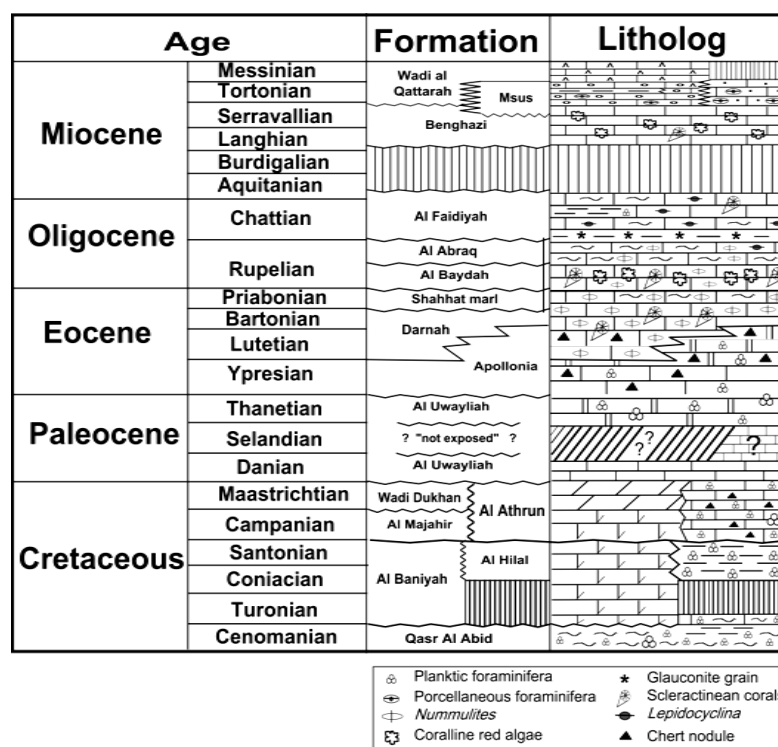 Age Formation Litholog
Miocene
Messinian
Tortonian
Serravallian
Langhian
Burdigalian
Aquitanian
Wadi al
Qattarah
Msus
Benghazi
Oligocene
Chattian
Rupelian
Al Faidiyah
Al Abraq
Al Baydah
Eocene
Priabonian
Bartonian
Lutetian
Ypresian
Shahhat marl
Darnah
Apollonia
Paleocene
Thanetian
Selandian
Danian
Al Uwayliah
? "not exposed" ?
Al Uwayliah
? ? ? ?
Cretaceous
Maastrichtian
Campanian
Santonian
Coniacian
Turonian
Cenomanian
Wadi Dukhan
Al Majahir
Al Athrun
Al Baniyah
Al Hilal
Qasr Al Abid
Planktic foraminifera
Porcellaneous foraminifera
Nummulites
Coralline red algae
Glauconite grain
Scleractinean corals
Lepidocyclina
Chert nodule